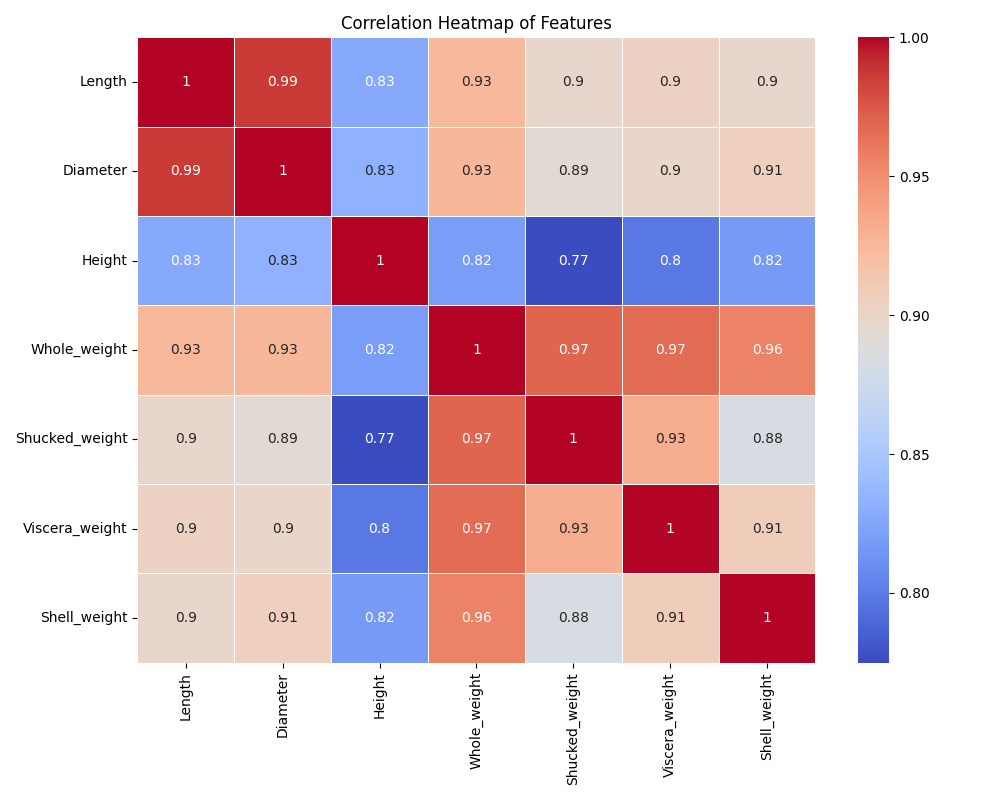 Correlation Heatmap of Features
Length 1 0.99 0.83 0.93 0.9 0.9 0.9
Diameter 0.99 1 0.83 0.93 0.89 0.9 0.91
Height 0.83 0.83 1 0.82 0.77 0.8 0.82
Whole_weight 0.93 0.93 0.82 1 0.97 0.97 0.96
Shucked_weight 0.9 0.89 0.77 0.97 1 0.93 0.88
Viscera_weight 0.9 0.9 0.8 0.97 0.93 1 0.91
Shell_weight 0.9 0.91 0.82 0.96 0.88 0.91 1
Length
Diameter
Height
Whole_weight
Shucked_weight
Viscera_weight
Shell_weight
1.00
0.95
0.90
0.85
0.80